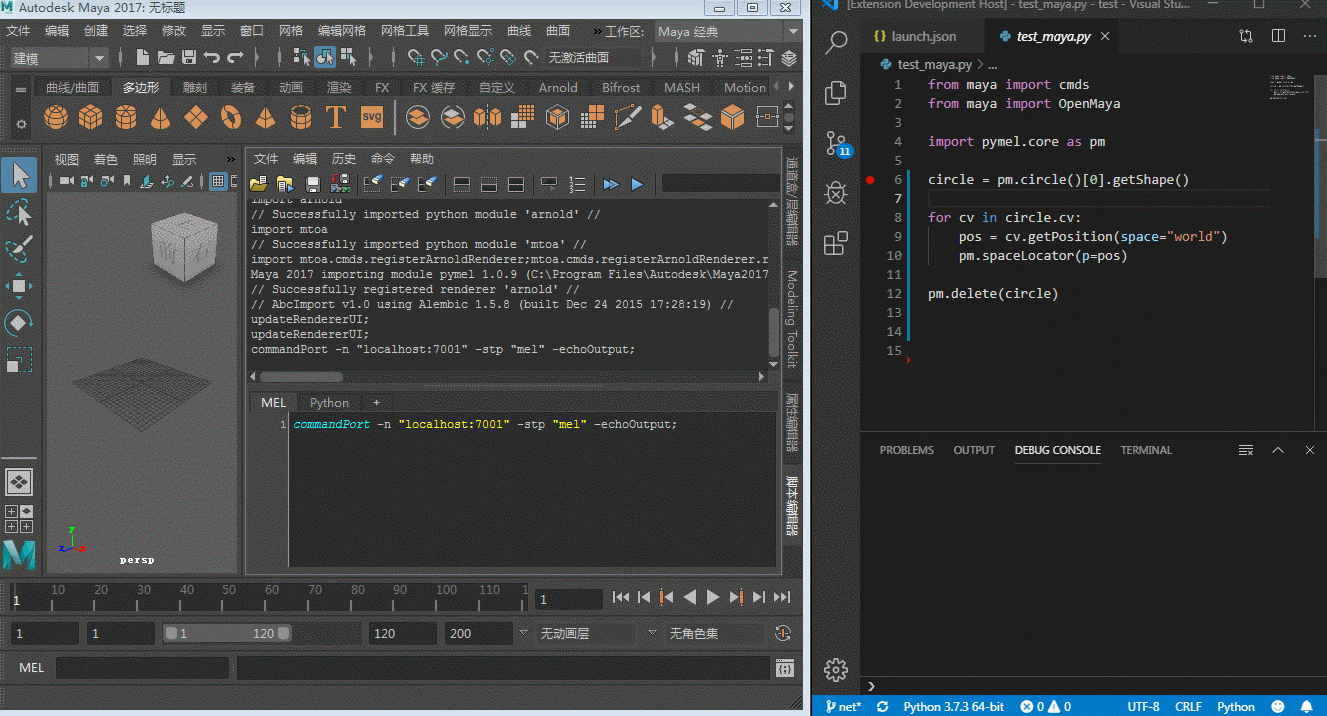 Autodesk Maya 2017: 无标题
文件 编辑 创建 选择 修改 显示 窗口 网格 编辑网格 网格工具 网格显示 曲线 曲面 » 工作区: Maya 经典
建模 无激活曲面
曲线/曲面 多边形 雕刻 装备 动画 渲染 FX FX 缓存 自定义 Arnold Bifrost MASH Motion
T svg
视图 着色 照明 显示 »
persp
y
z x
文件 编辑 历史 命令 帮助
import arnold
// Successfully imported python module 'arnold' //
import mtoa
// Successfully imported python module 'mtoa' //
import mtoa.cmds.registerArnoldRenderer;mtoa.cmds.registerArnoldRenderer.r
Maya 2017 importing module pymel 1.0.9 (C:\Program Files\Autodesk\Maya2017
// Successfully registered renderer 'arnold' //
// AbcImport v1.0 using Alembic 1.5.8 (built Dec 24 2015 17:28:19) //
updateRendererUI;
updateRendererUI;
commandPort -n "localhost:7001" -stp "mel" -echoOutput;
MEL Python +
1 commandPort -n "localhost:7001" -stp "mel" -echoOutput;
通道盒/层编辑器
Modeling Toolkit
属性编辑器
脚本编辑器
1 10 20 30 40 50 60 70 80 90 100 110 1
1
1 1 1 120 120 200 无动画层 无角色集
MEL
[Extension Development Host] - test_maya.py - test - Visual Stu...
{} launch.json test_maya.py ×
test_maya.py > ...
11
1 from maya import cmds
2 from maya import OpenMaya
3
4 import pymel.core as pm
5
6 circle = pm.circle()[0].getShape()
7
8 for cv in circle.cv:
9 pos = cv.getPosition(space="world")
10 pm.spaceLocator(p=pos)
11
12 pm.delete(circle)
13
14
15
PROBLEMS OUTPUT DEBUG CONSOLE TERMINAL
net* Python 3.7.3 64-bit 0 0 UTF-8 CRLF Python